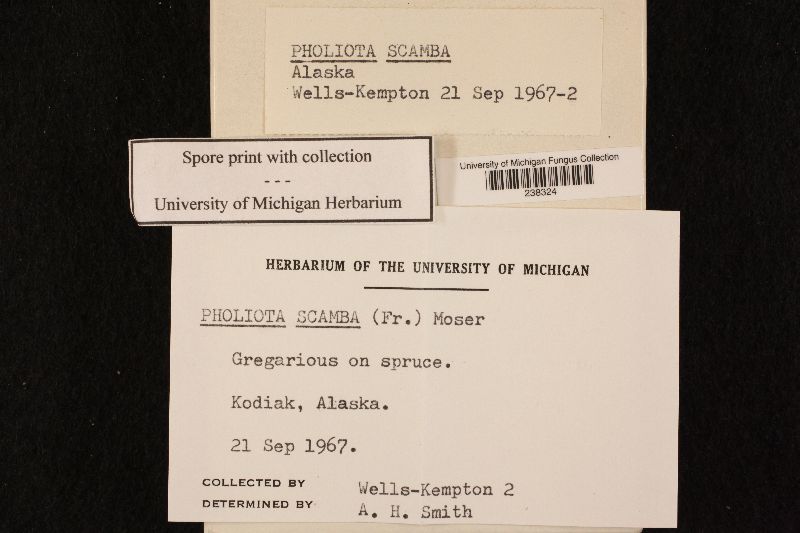 PHOLIOTA SCAMBA
Alaska
Wells-Kempton 21 Sep 1967-2
Spore print with collection
---
University of Michigan Herbarium
University of Michigan Fungus Collection
238324
HERBARIUM OF THE UNIVERSITY OF MICHIGAN
PHOLIOTA SCAMBA (Fr.) Moser
Gregarious on spruce.
Kodiak, Alaska.
21 Sep 1967.
COLLECTED BY Wells-Kempton 2
DETERMINED BY A. H. Smith